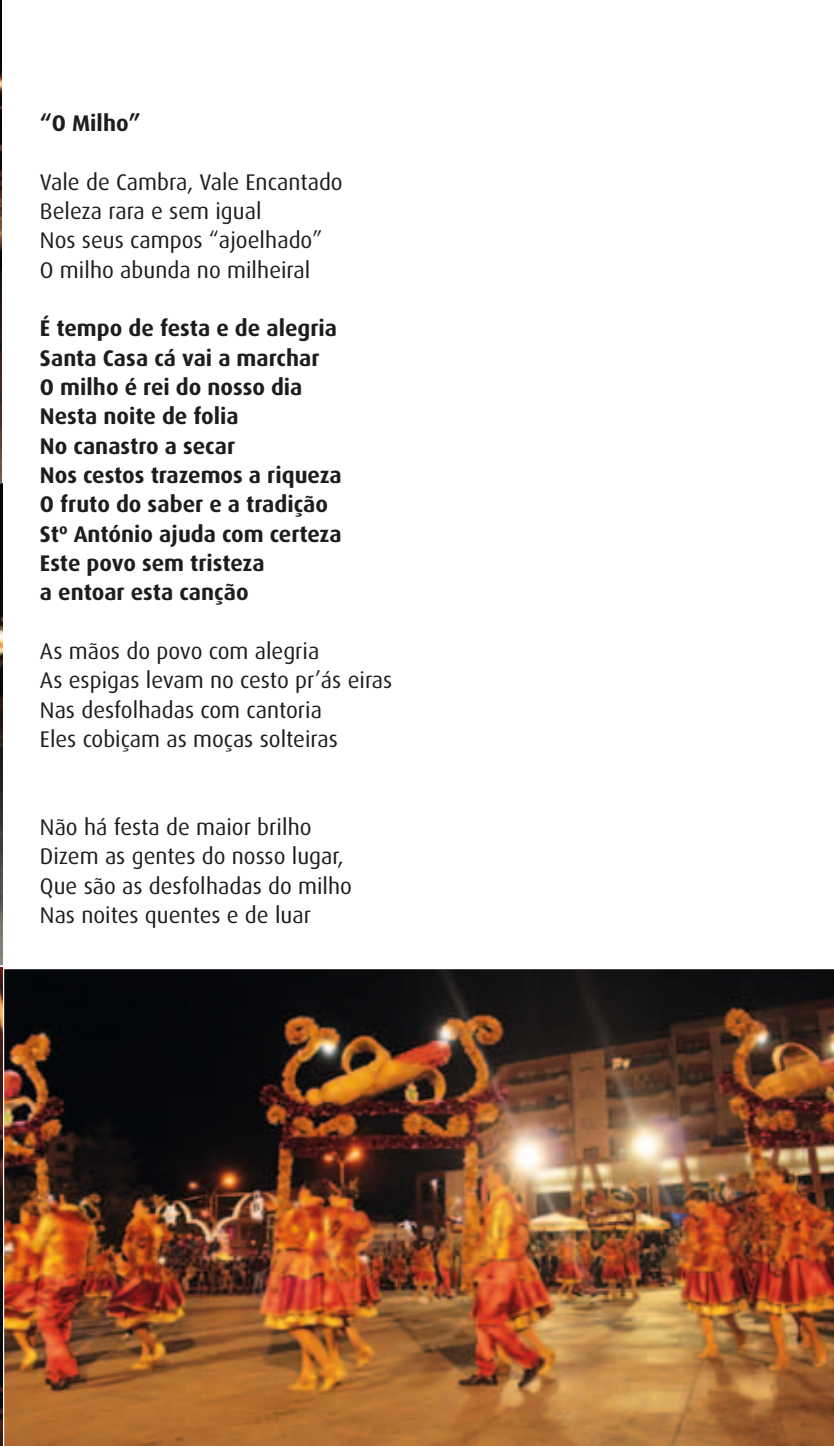 “O Milho”

Vale de Cambra, Vale Encantado
Beleza rara e sem igual
Nos seus campos “ajoelhado”
O milho abunda no milheiral

É tempo de festa e de alegria
Santa Casa cá vai a marchar
O milho é rei do nosso dia
Nesta noite de folia
No canastro a secar
Nos cestos trazemos a riqueza
O fruto do saber e a tradição
Stº António ajuda com certeza
Este povo sem tristeza
a entoar esta canção

As mãos do povo com alegria
As espigas levam no cesto pr’ás eiras
Nas desfolhadas com cantoria
Eles cobiçam as moças solteiras

Não há festa de maior brilho
Dizem as gentes do nosso lugar,
Que são as desfolhadas do milho
Nas noites quentes e de luar